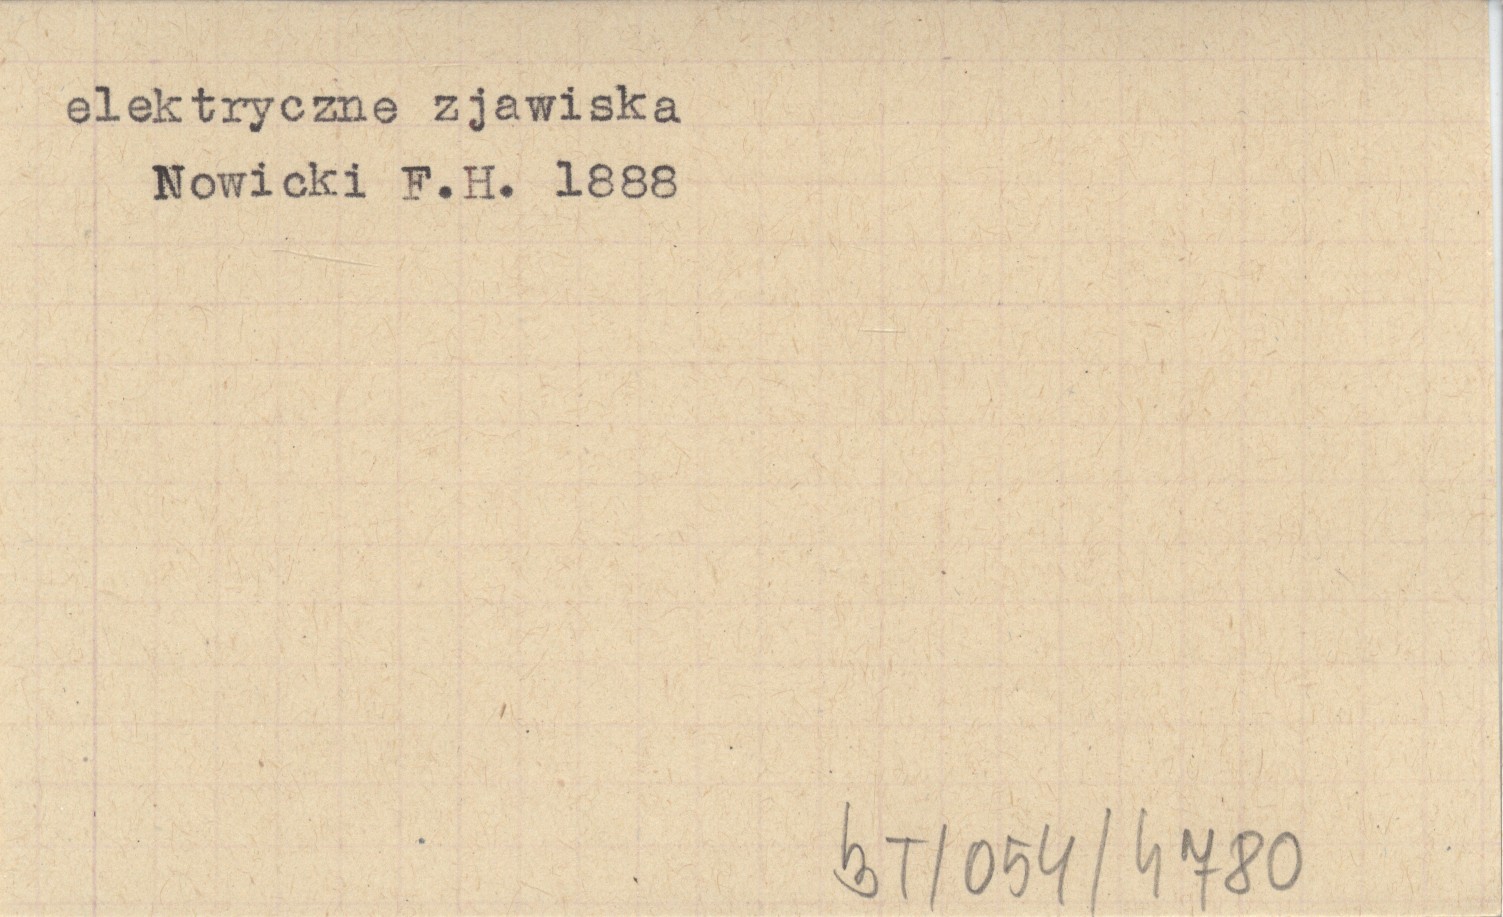 elektryczne zjawiska
Nowicki F.H. 1888
BT/054/4780